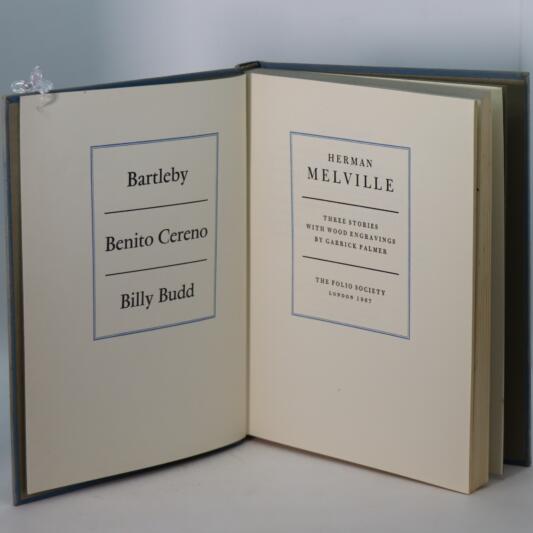 Bartleby
Benito Cereno
Billy Budd
HERMAN
MELVILLE
THREE STORIES
WITH WOOD ENGRAVINGS
BY GARRICK PALMER
THE FOLIO SOCIETY
LONDON 1967